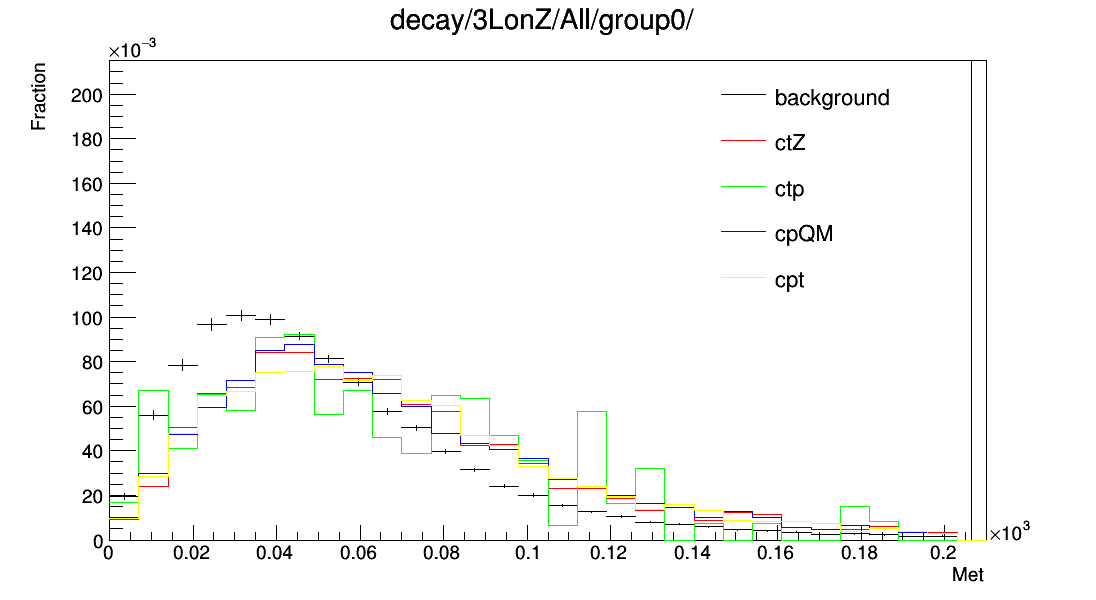 decay/3LonZ/All/group0/
×10⁻³
Fraction
200
180
160
140
120
100
80
60
40
20
0
background
ctZ
ctp
cpQM
cpt
0 0.02 0.04 0.06 0.08 0.1 0.12 0.14 0.16 0.18 0.2
×10³
Met